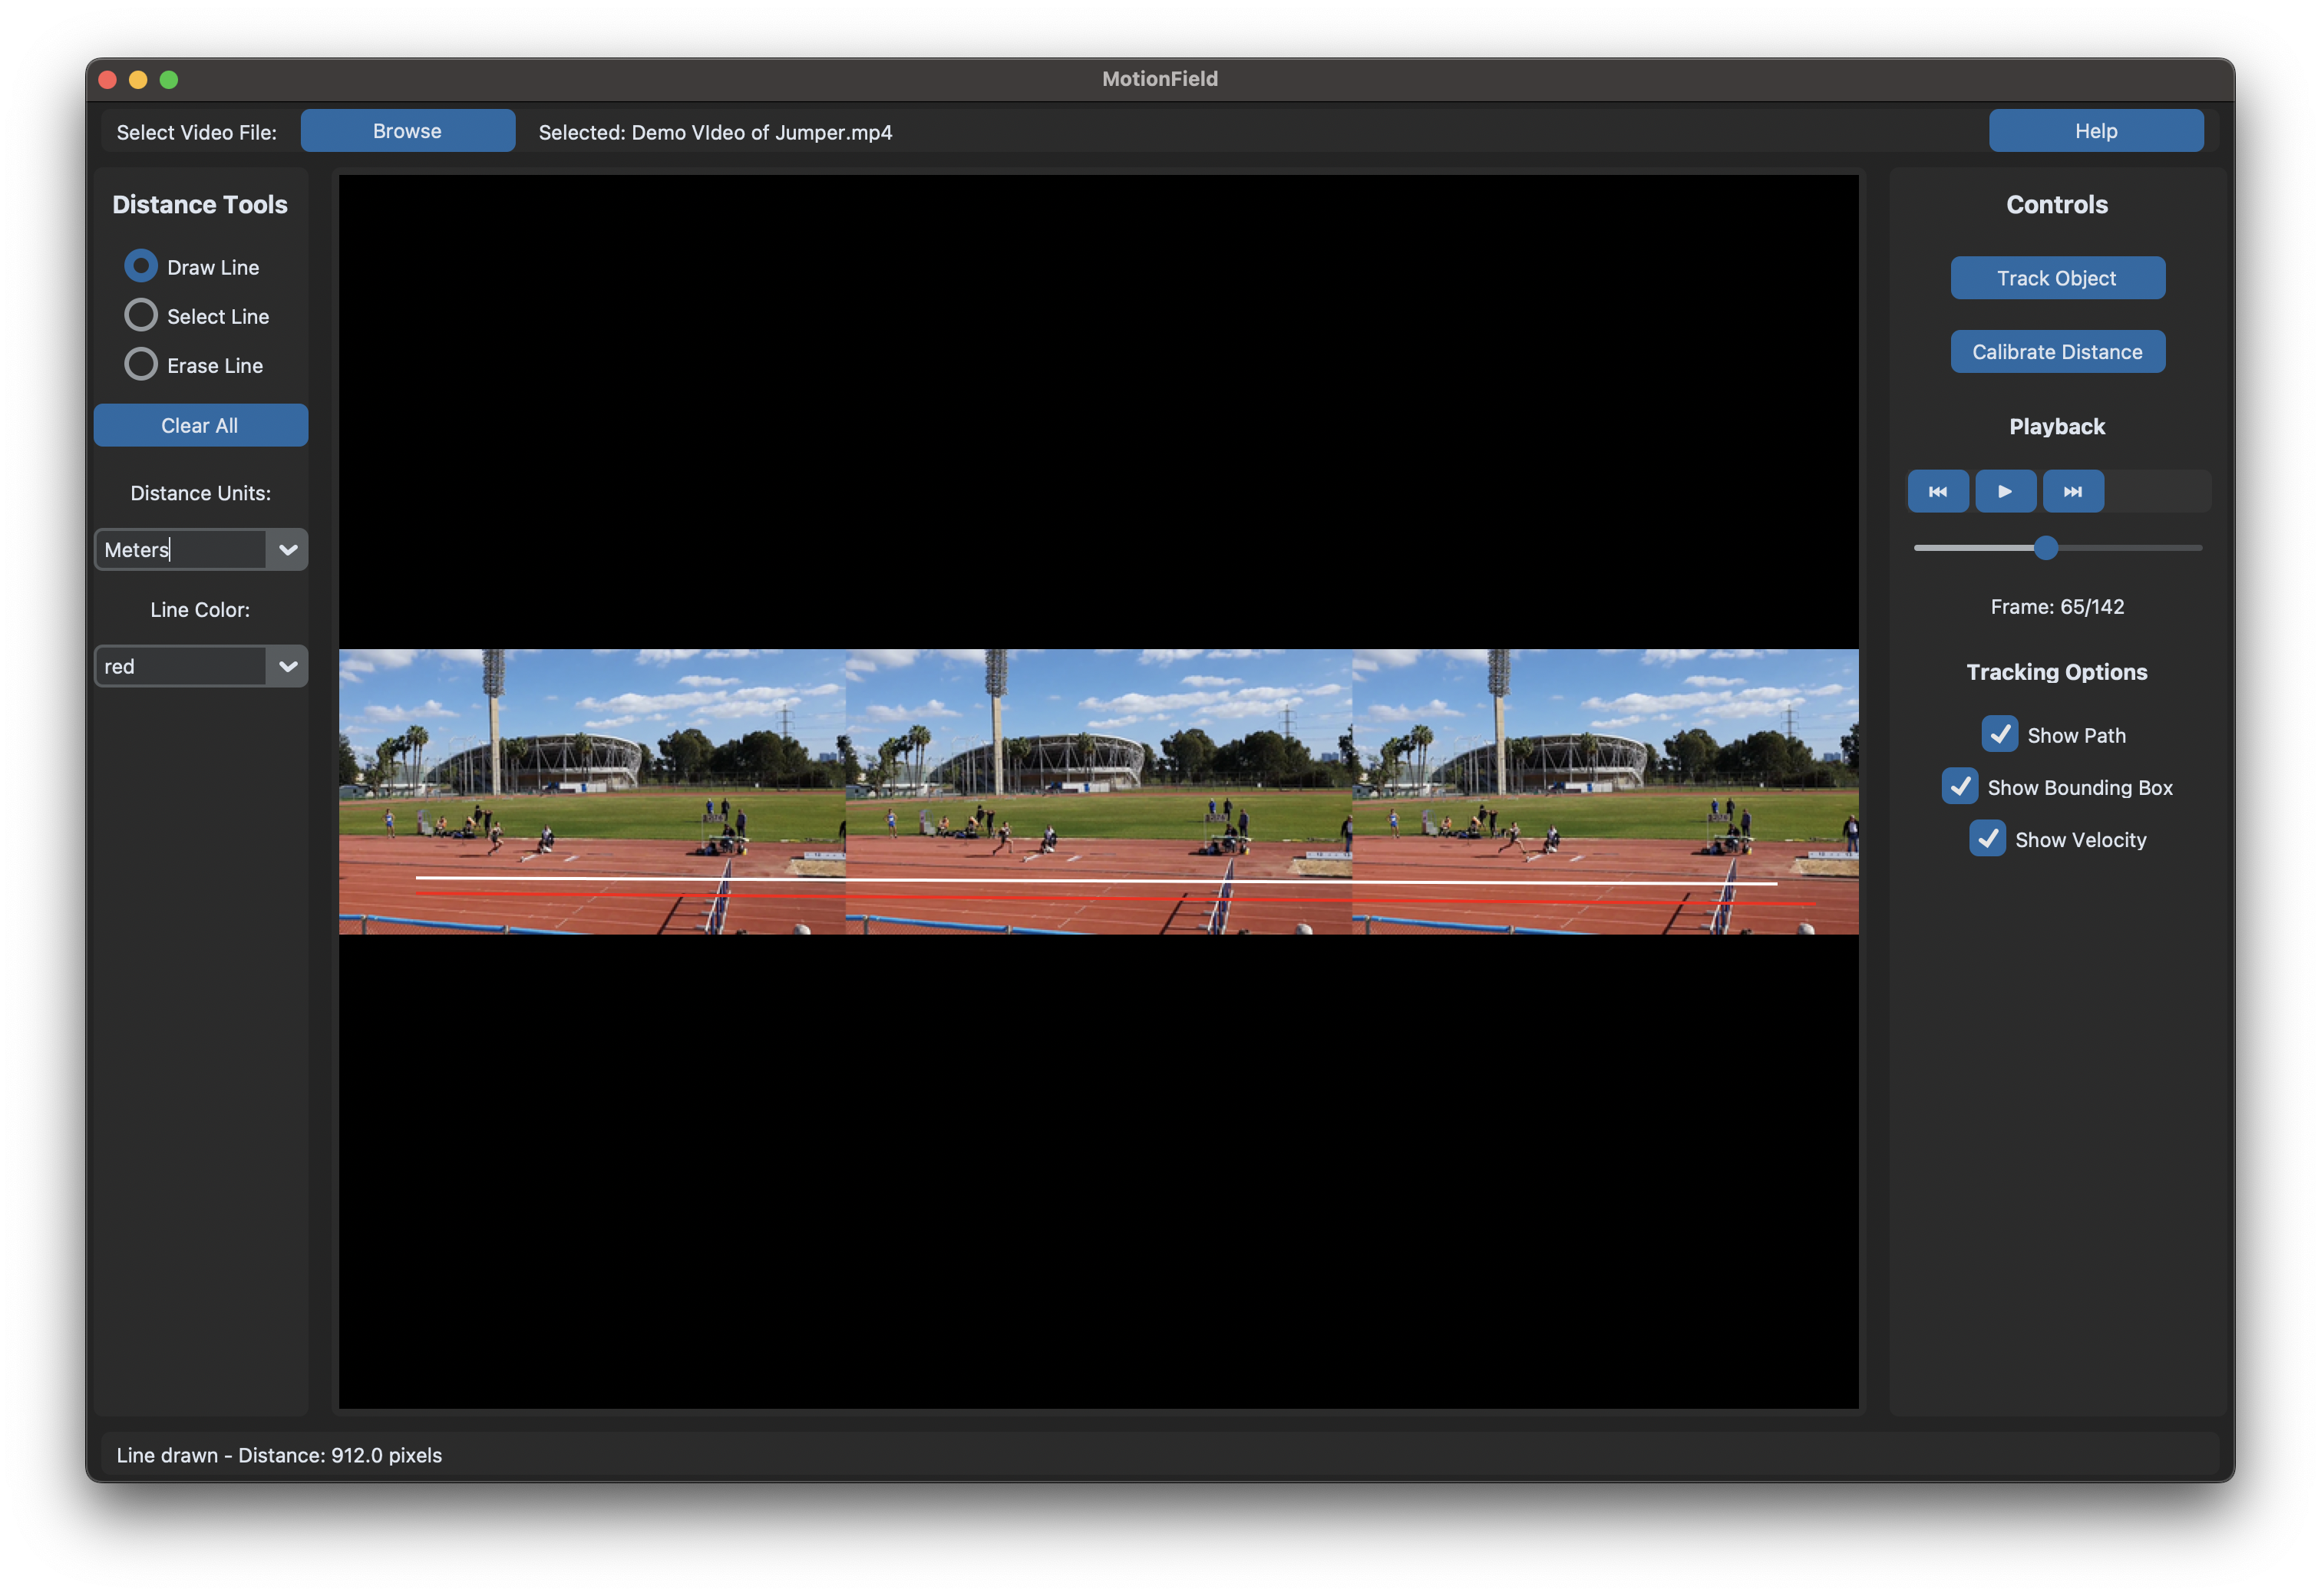 MotionField
Select Video File:
Browse
Selected: Demo VIdeo of Jumper.mp4
Help
Distance Tools
Draw Line
Select Line
Erase Line
Clear All
Distance Units:
Meters
Line Color:
red
Controls
Track Object
Calibrate Distance
Playback
Frame: 65/142
Tracking Options
Show Path
Show Bounding Box
Show Velocity
Line drawn - Distance: 912.0 pixels